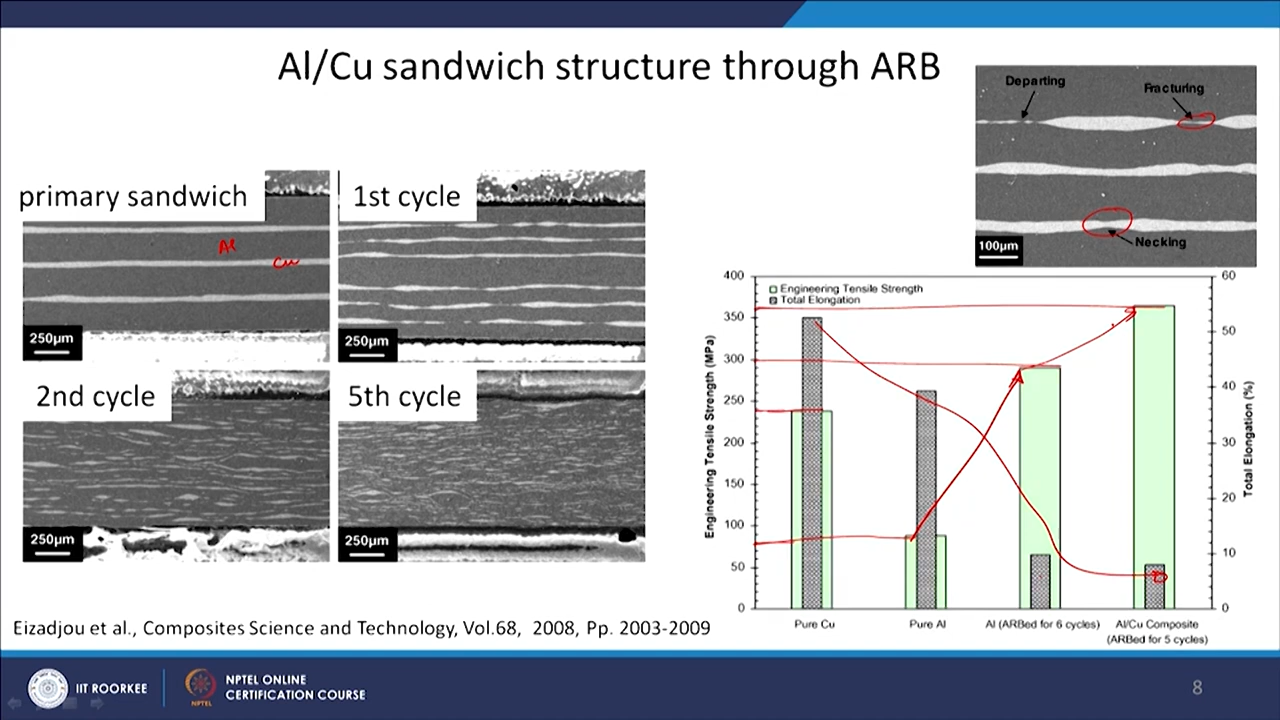 Al/Cu sandwich structure through ARB
Departing
Fracturing
Necking
100µm
primary sandwich
Al
Cu
250µm
1st cycle
250µm
2nd cycle
250µm
5th cycle
250µm
400
350
300
250
200
150
100
50
0
Engineering Tensile Strength (MPa)
Engineering Tensile Strength
Total Elongation
60
50
40
30
20
10
0
Total Elongation (%)
Pure Cu
Pure Al
Al (ARBed for 6 cycles)
Al/Cu Composite
(ARBed for 5 cycles)
Eizadjou et al., Composites Science and Technology, Vol.68, 2008, Pp. 2003-2009
IIT ROORKEE
NPTEL
NPTEL ONLINE
CERTIFICATION COURSE
8